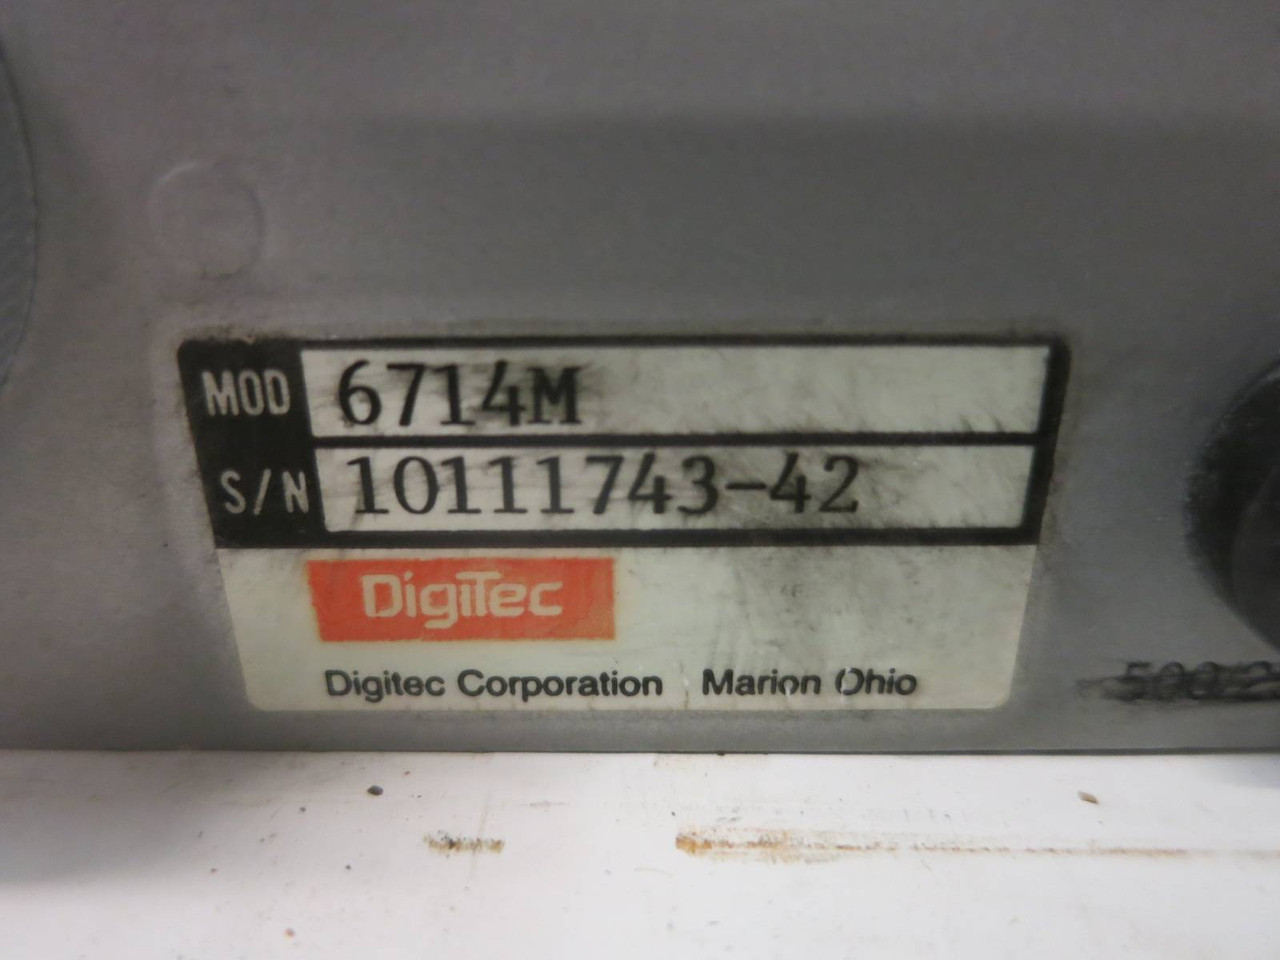 MOD 6714M
S/N 10111743-42
DigiTec
Digitec Corporation Marion Ohio